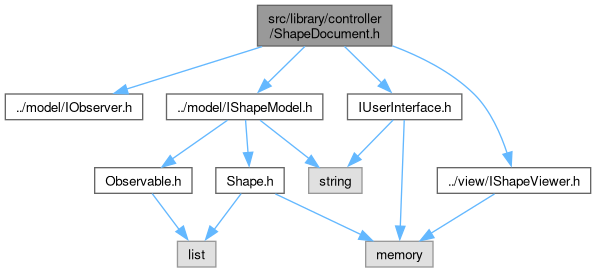 src/library/controller
/ShapeDocument.h
../model/IObserver.h
../model/IShapeModel.h
IUserInterface.h
Observable.h
Shape.h
string
../view/IShapeViewer.h
list
memory